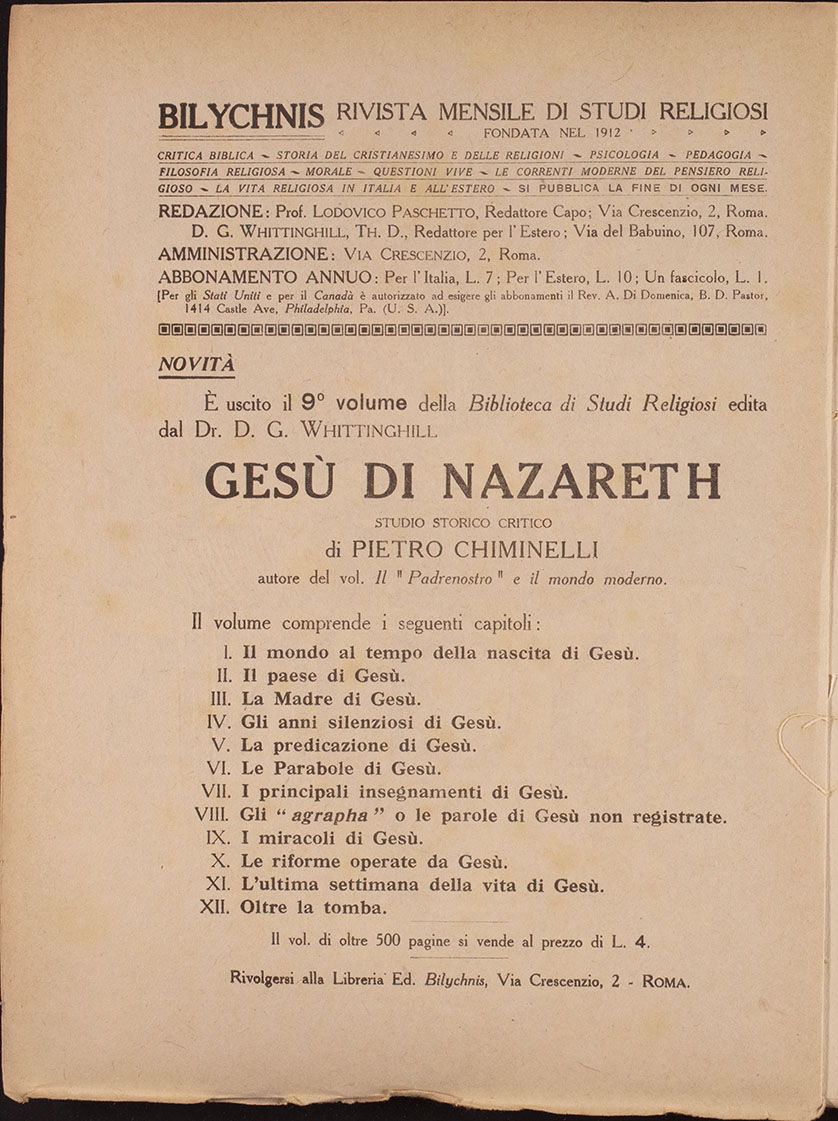 BILYCHNIS RIVISTA MENSILE DI STUDI RELIGIOSI
FONDATA NEL 1912
CRITICA BIBLICA ~ STORIA DEL CRISTIANESIMO E DELLE RELIGIONI ~ PSICOLOGIA ~ PEDAGOGIA ~
FILOSOFIA RELIGIOSA ~ MORALE ~ QUESTIONI VIVE ~ LE CORRENTI MODERNE DEL PENSIERO RELI-
GIOSO ~ LA VITA RELIGIOSA IN ITALIA E ALL'ESTERO ~ SI PUBBLICA LA FINE DI OGNI MESE.
REDAZIONE: Prof. LODOVICO PASCHETTO, Redattore Capo; Via Crescenzio, 2, Roma.
D. G. WHITTINGHILL, TH. D., Redattore per l'Estero; Via del Babuino, 107, Roma.
AMMINISTRAZIONE: VIA CRESCENZIO, 2, Roma.
ABBONAMENTO ANNUO: Per l'Italia, L. 7; Per l'Estero, L. 10; Un fascicolo, L. 1.
[Per gli Stati Uniti e per il Canadà è autorizzato ad esigere gli abbonamenti il Rev. A. Di Domenica, B. D. Pastor,
1414 Castle Ave, Philadelphia, Pa. (U. S. A.)].
NOVITÀ
È uscito il 9° volume della Biblioteca di Studi Religiosi edita
dal Dr. D. G. WHITTINGHILL
GESÙ DI NAZARETH
STUDIO STORICO CRITICO
di PIETRO CHIMINELLI
autore del vol. Il "Padrenostro" e il mondo moderno.
Il volume comprende i seguenti capitoli:
I. Il mondo al tempo della nascita di Gesù.
II. Il paese di Gesù.
III. La Madre di Gesù.
IV. Gli anni silenziosi di Gesù.
V. La predicazione di Gesù.
VI. Le Parabole di Gesù.
VII. I principali insegnamenti di Gesù.
VIII. Gli "agrapha" o le parole di Gesù non registrate.
IX. I miracoli di Gesù.
X. Le riforme operate da Gesù.
XI. L'ultima settimana della vita di Gesù.
XII. Oltre la tomba.
Il vol. di oltre 500 pagine si vende al prezzo di L. 4.
Rivolgersi alla Libreria Ed. Bilychnis, Via Crescenzio, 2 - ROMA.